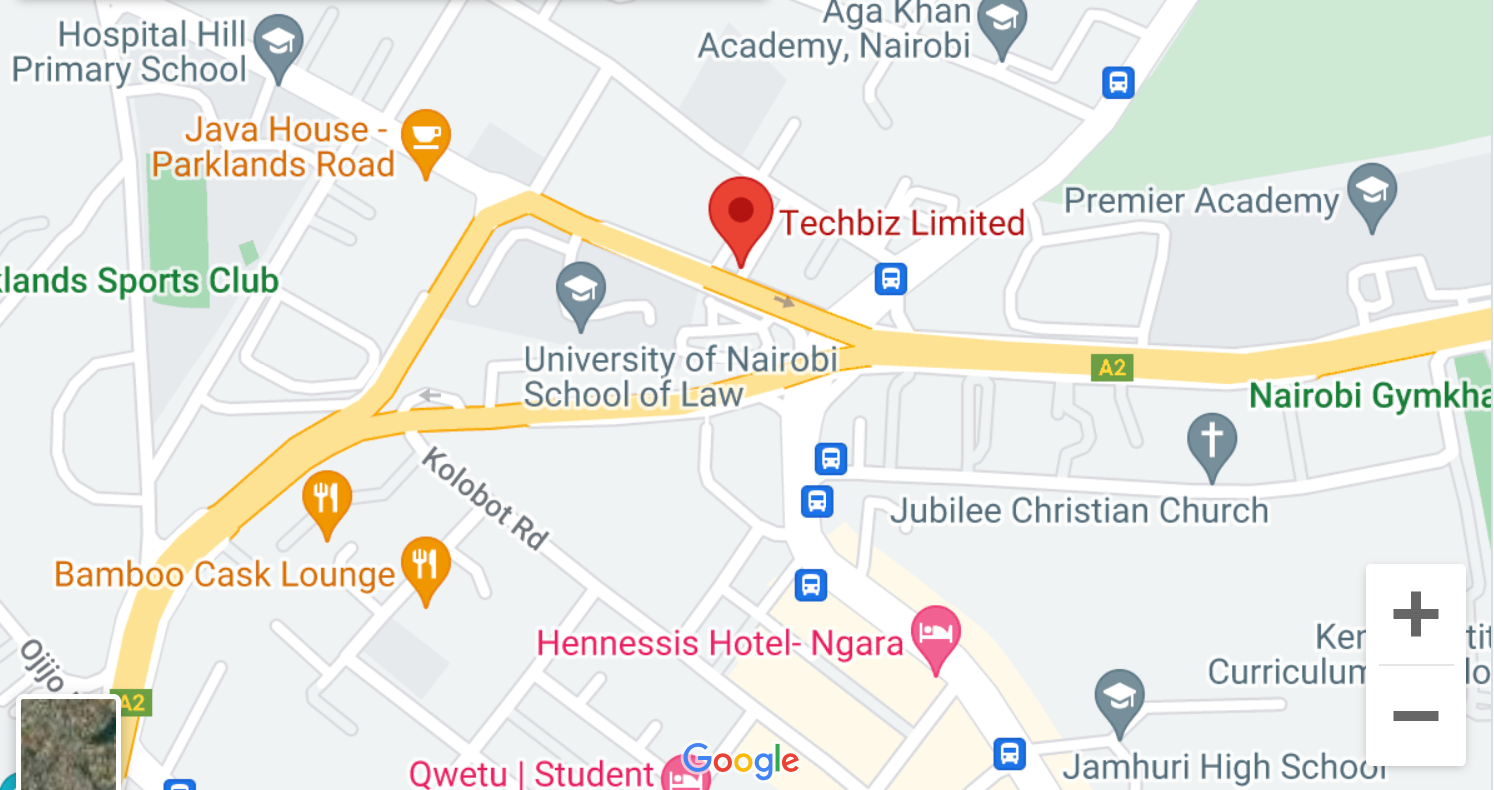 Aga Khan
Academy, Nairobi
Hospital Hill
Primary School
Java House -
Parklands Road
Premier Academy
Techbiz Limited
klands Sports Club
University of Nairobi
School of Law
A2
Nairobi Gymkha
Kolobot Rd
Jubilee Christian Church
Bamboo Cask Lounge
Hennessis Hotel- Ngara
Ojijo
Curriculum
A2
Qwetu | Student
Google
Jamhuri High School